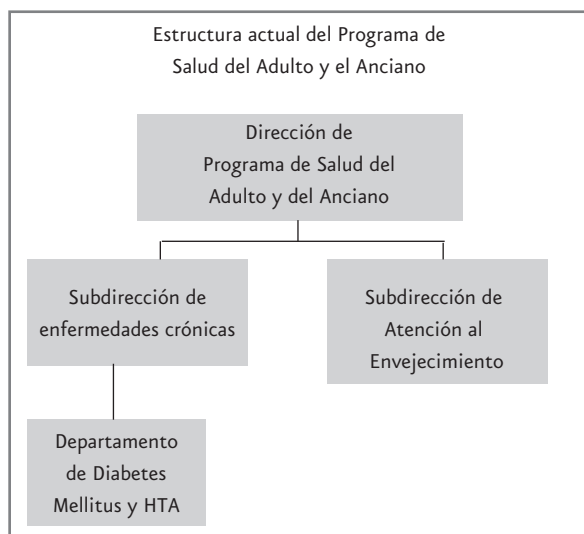 Estructura actual del Programa de
Salud del Adulto y el Anciano
Dirección de
Programa de Salud del
Adulto y del Anciano
Subdirección de
enfermedades crónicas
Subdirección de
Atención al
Envejecimiento
Departamento
de Diabetes
Mellitus y HTA